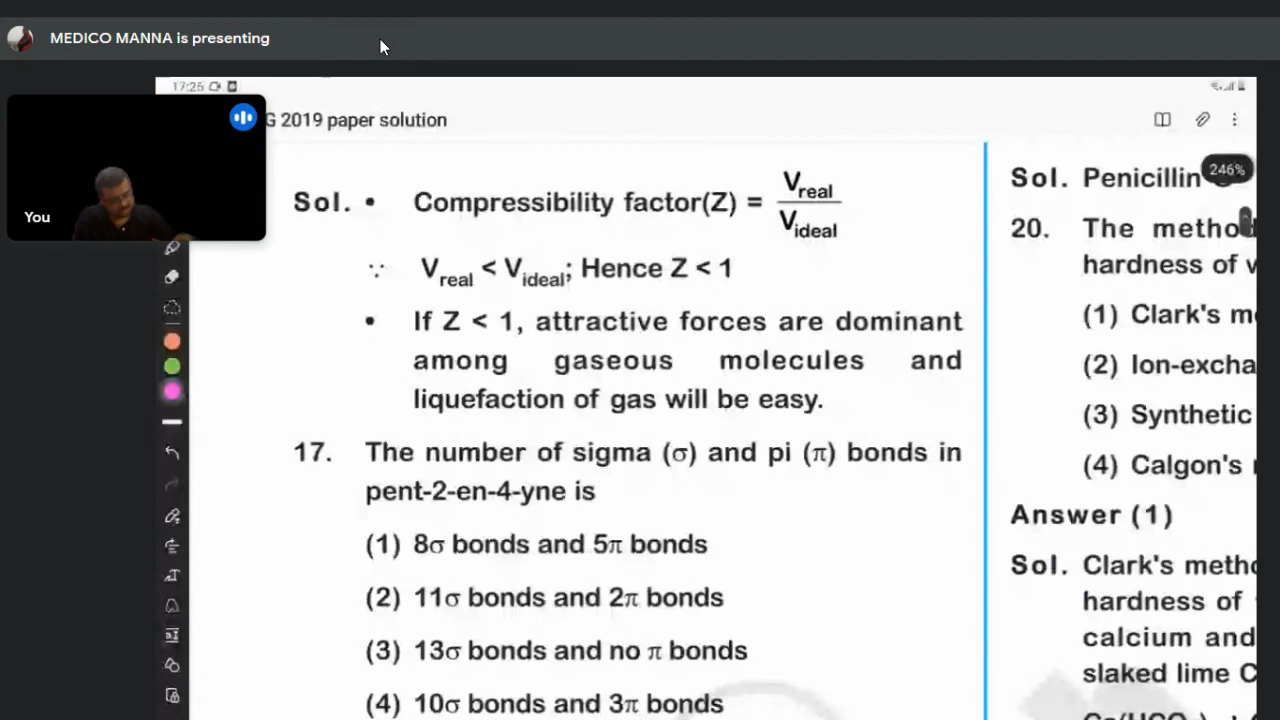 MEDICO MANNA is presenting
17:25
You
G 2019 paper solution
246%
Sol. • Compressibility factor(Z) = V_real / V_ideal
∵ V_real < V_ideal; Hence Z < 1
• If Z < 1, attractive forces are dominant
among gaseous molecules and
liquefaction of gas will be easy.
17. The number of sigma (σ) and pi (π) bonds in
pent-2-en-4-yne is
(1) 8σ bonds and 5π bonds
(2) 11σ bonds and 2π bonds
(3) 13σ bonds and no π bonds
(4) 10σ bonds and 3π bonds
Sol. Penicillin
20. The metho
hardness of
(1) Clark's m
(2) Ion-excha
(3) Synthetic
(4) Calgon's
Answer (1)
Sol. Clark's metho
hardness of
calcium and
slaked lime C